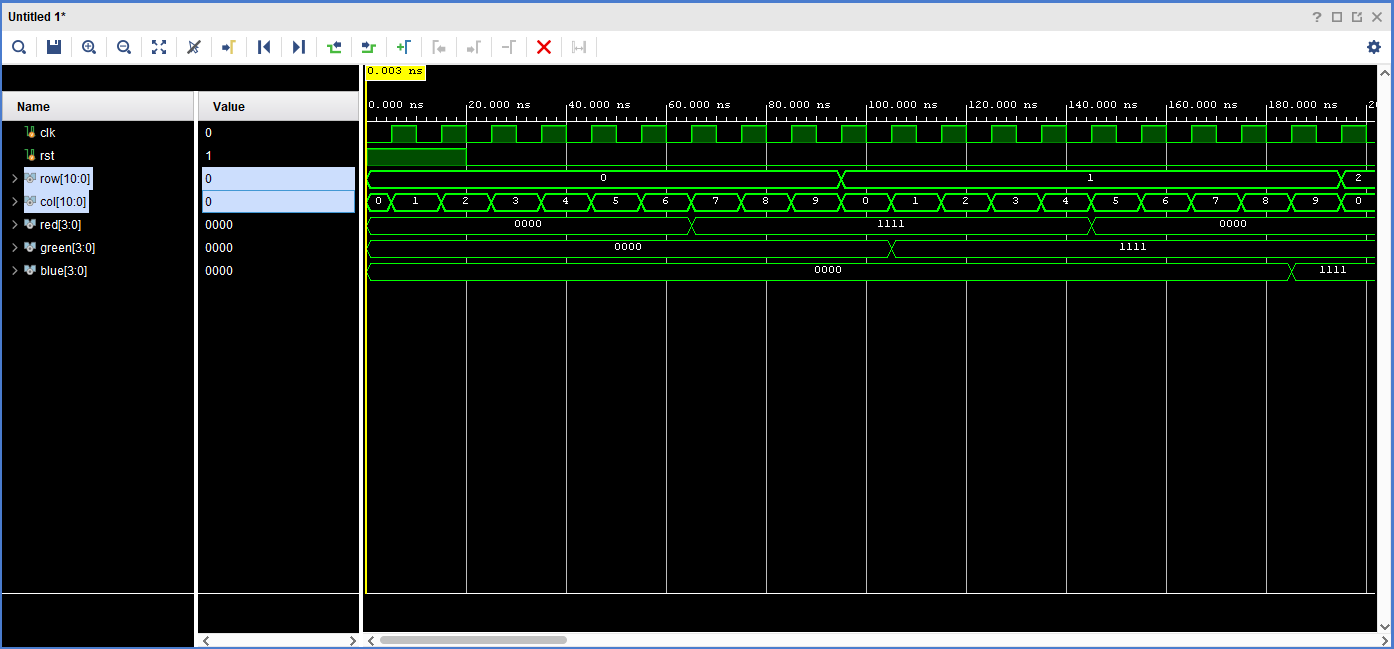 Untitled 1*
0.003 ns
0.000 ns 20.000 ns 40.000 ns 60.000 ns 80.000 ns 100.000 ns 120.000 ns 140.000 ns 160.000 ns 180.000 ns
Name Value
clk 0
rst 1
row[10:0] 0 0 1 2
col[10:0] 0 0 1 2 3 4 5 6 7 8 9 0 1 2 3 4 5 6 7 8 9 0
red[3:0] 0000 0000 1111 0000
green[3:0] 0000 0000 1111
blue[3:0] 0000 0000 1111